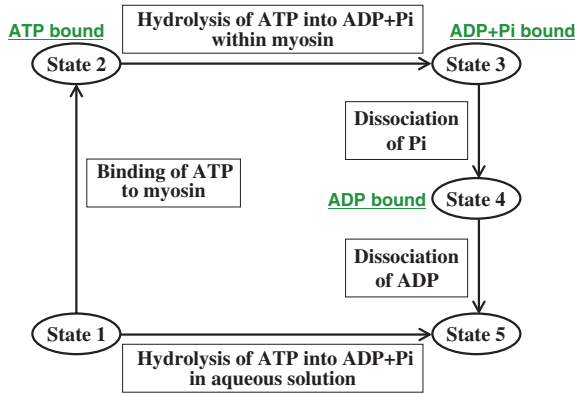 Hydrolysis of ATP into ADP+Pi
within myosin
ATP bound
ADP+Pi bound
State 2
State 3
Dissociation
of Pi
Binding of ATP
to myosin
ADP bound
State 4
Dissociation
of ADP
State 1
State 5
Hydrolysis of ATP into ADP+Pi
in aqueous solution